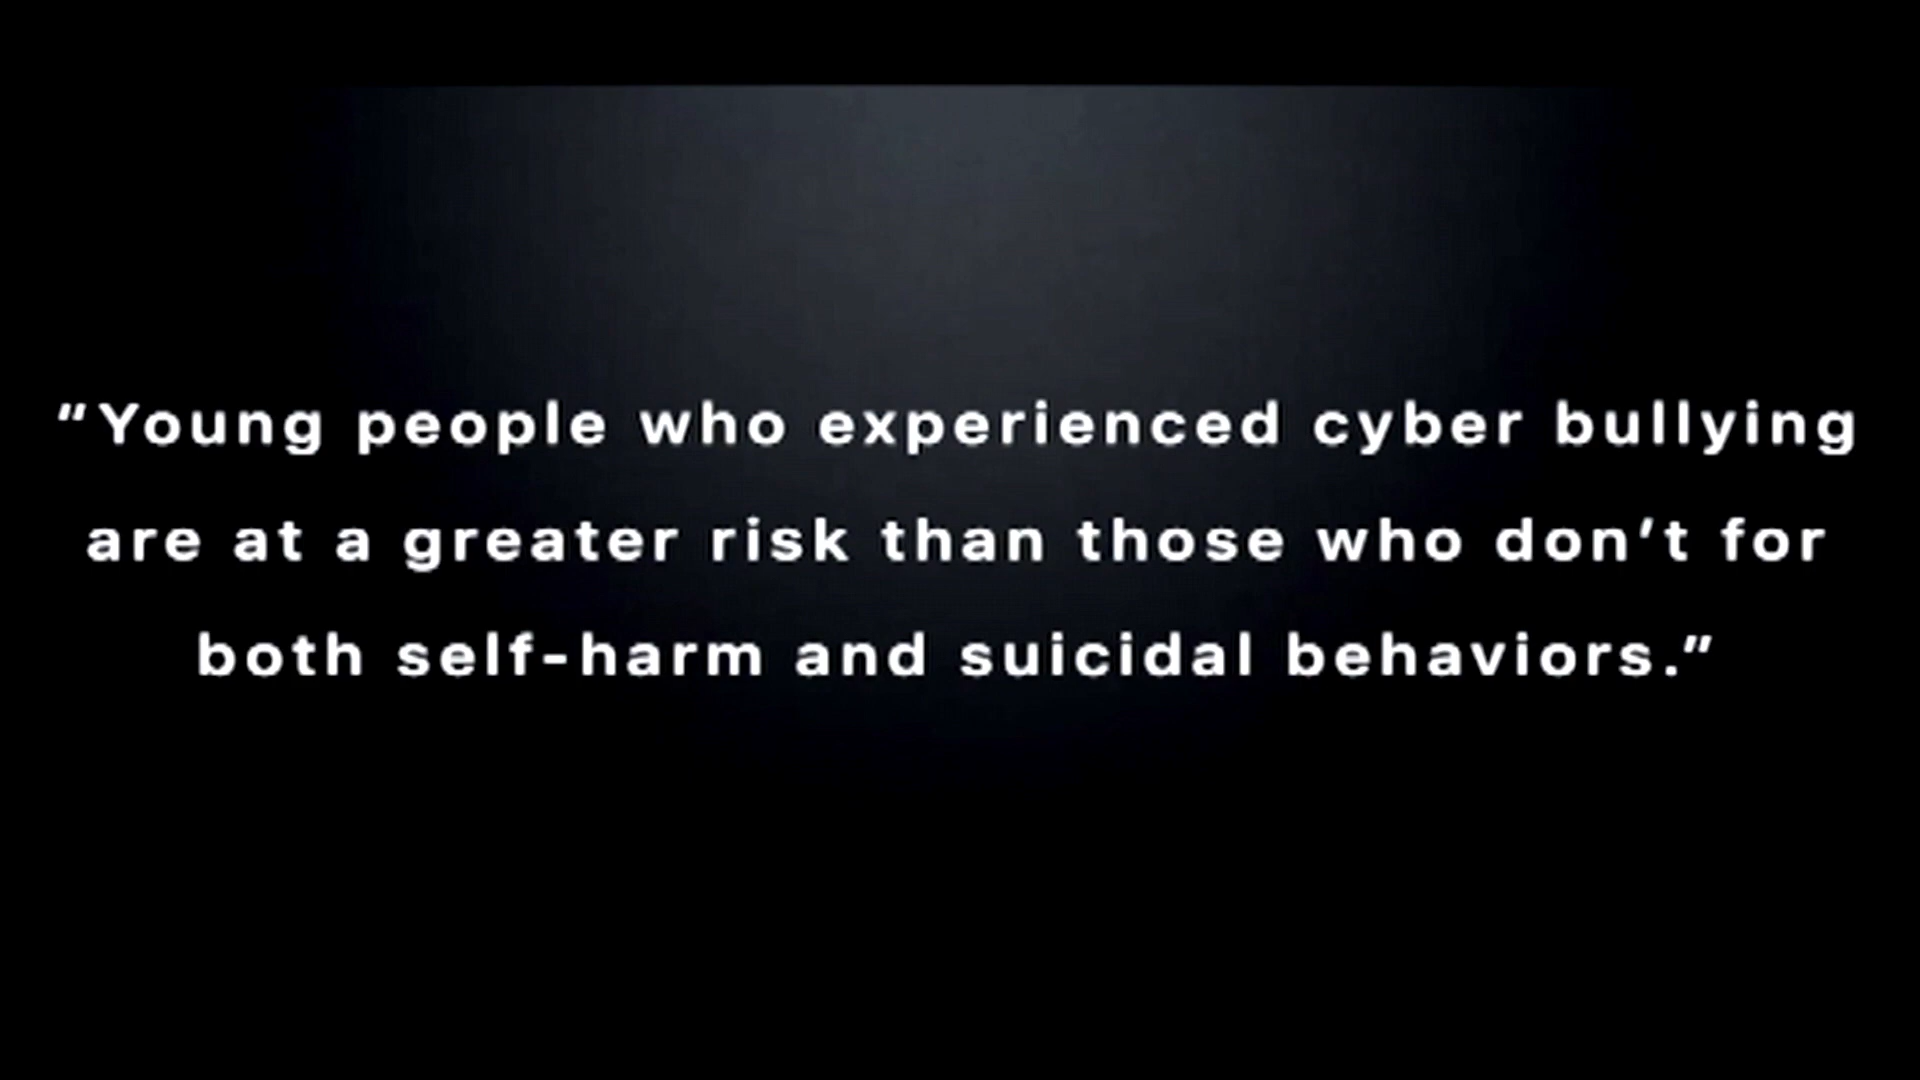 “Young people who experienced cyber bullying
are at a greater risk than those who don’t for
both self-harm and suicidal behaviors.”